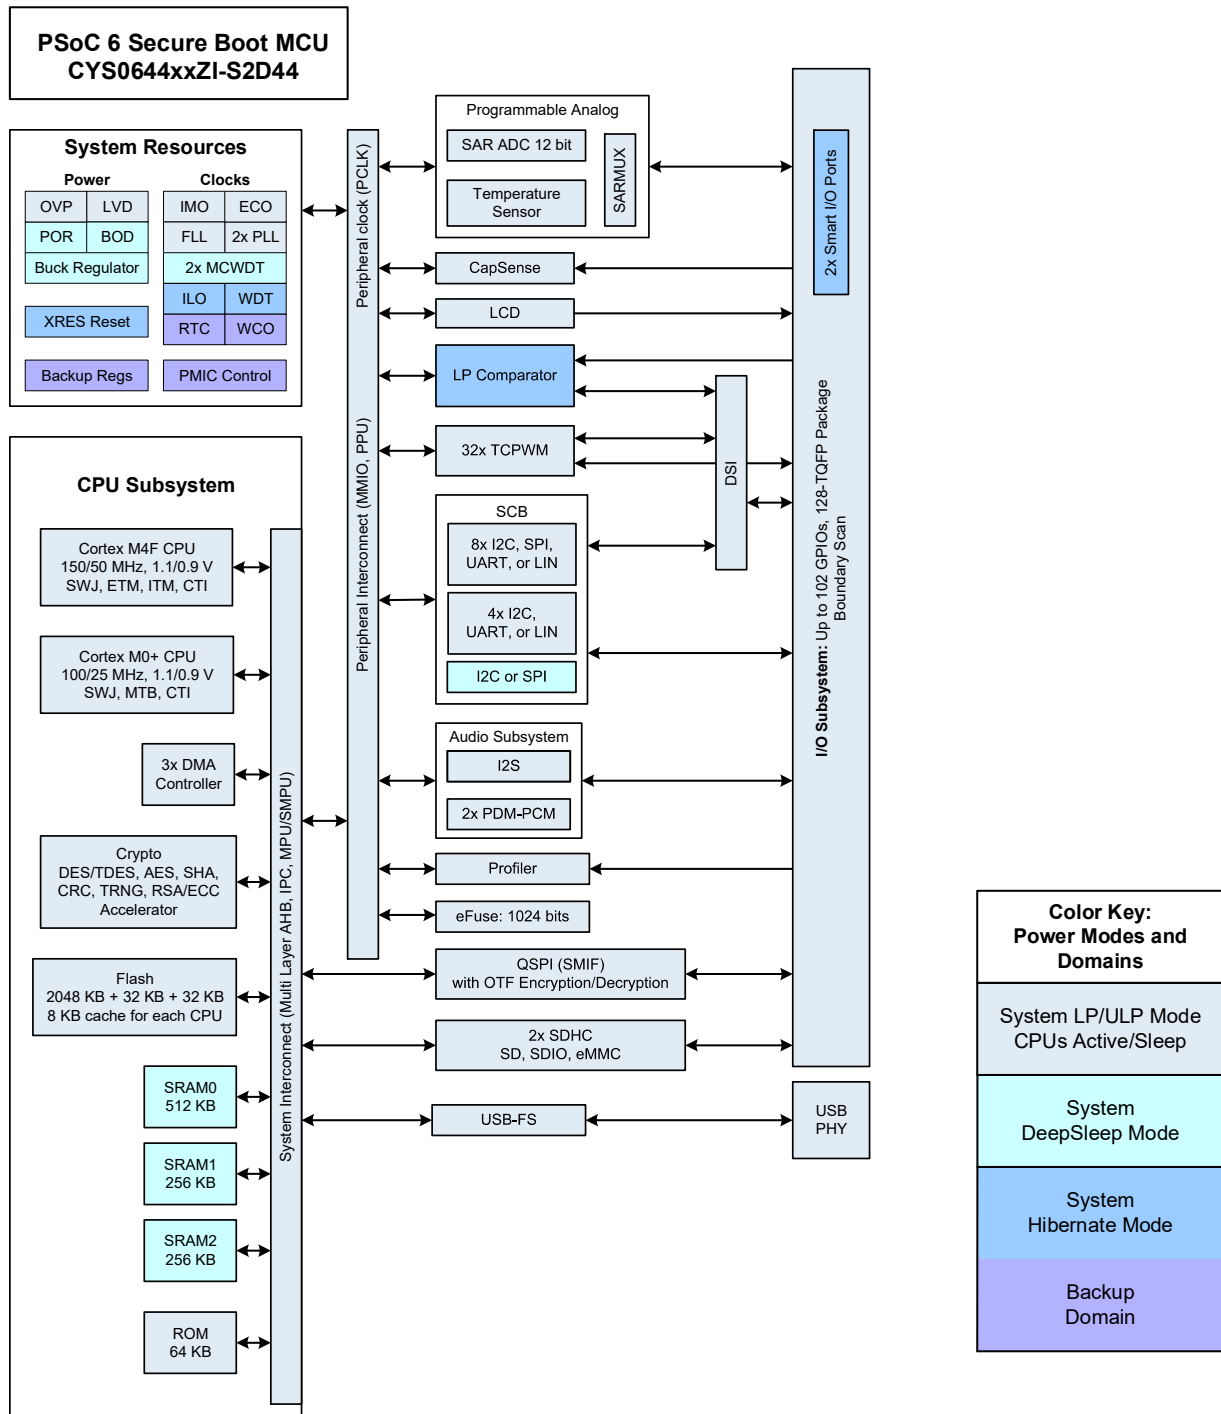 PSoC 6 Secure Boot MCU
CYS0644xxZI-S2D44
System Resources
Power
Clocks
OVP
LVD
POR
BOD
Buck Regulator
XRES Reset
Backup Regs
IMO
ECO
FLL
2x PLL
2x MCWDT
ILO
WDT
RTC
WCO
PMIC Control
CPU Subsystem
Cortex M4F CPU
150/50 MHz, 1.1/0.9 V
SWJ, ETM, ITM, CTI
Cortex M0+ CPU
100/25 MHz, 1.1/0.9 V
SWJ, MTB, CTI
3x DMA
Controller
Crypto
DES/TDES, AES, SHA,
CRC, TRNG, RSA/ECC
Accelerator
Flash
2048 KB + 32 KB + 32 KB
8 KB cache for each CPU
SRAM0
512 KB
SRAM1
256 KB
SRAM2
256 KB
ROM
64 KB
System Interconnect (Multi Layer AHB, IPC, MPU/SMPU)
Peripheral clock (PCLK)
Peripheral Interconnect (MMIO, PPU)
Programmable Analog
SAR ADC 12 bit
Temperature
Sensor
SARMUX
CapSense
LCD
LP Comparator
32x TCPWM
DSI
SCB
8x I2C, SPI,
UART, or LIN
4x I2C,
UART, or LIN
I2C or SPI
Audio Subsystem
I2S
2x PDM-PCM
Profiler
eFuse: 1024 bits
QSPI (SMIF)
with OTF Encryption/Decryption
2x SDHC
SD, SDIO, eMMC
USB-FS
2x Smart I/O Ports
I/O Subsystem: Up to 102 GPIOs, 128-TQFP Package
Boundary Scan
USB
PHY
Color Key:
Power Modes and
Domains
System LP/ULP Mode
CPUs Active/Sleep
System
DeepSleep Mode
System
Hibernate Mode
Backup
Domain